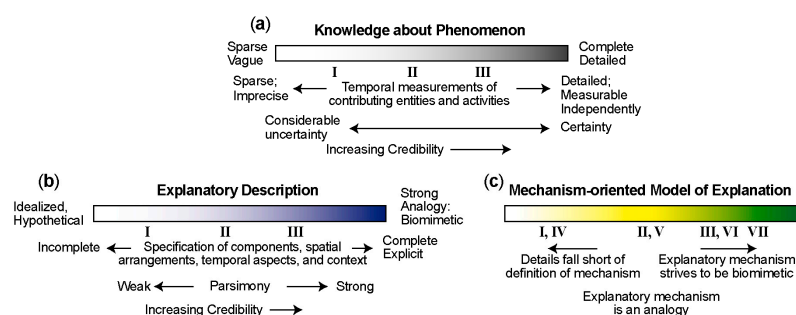 (a)
Knowledge about Phenomenon
Sparse
Vague
Complete
Detailed
I II III
Sparse;
Imprecise
Temporal measurements of
contributing entities and activities
Detailed;
Measurable
Independently
Considerable
uncertainty
Certainty
Increasing Credibility
(b)
Explanatory Description
Idealized,
Hypothetical
Strong
Analogy:
Biomimetic
I II III
Incomplete
Specification of components, spatial
arrangements, temporal aspects, and context
Complete
Explicit
Weak Parsimony Strong
Increasing Credibility
(c)
Mechanism-oriented Model of Explanation
I, IV II, V III, VI VII
Details fall short of
definition of mechanism
Explanatory mechanism
strives to be biomimetic
Explanatory mechanism
is an analogy